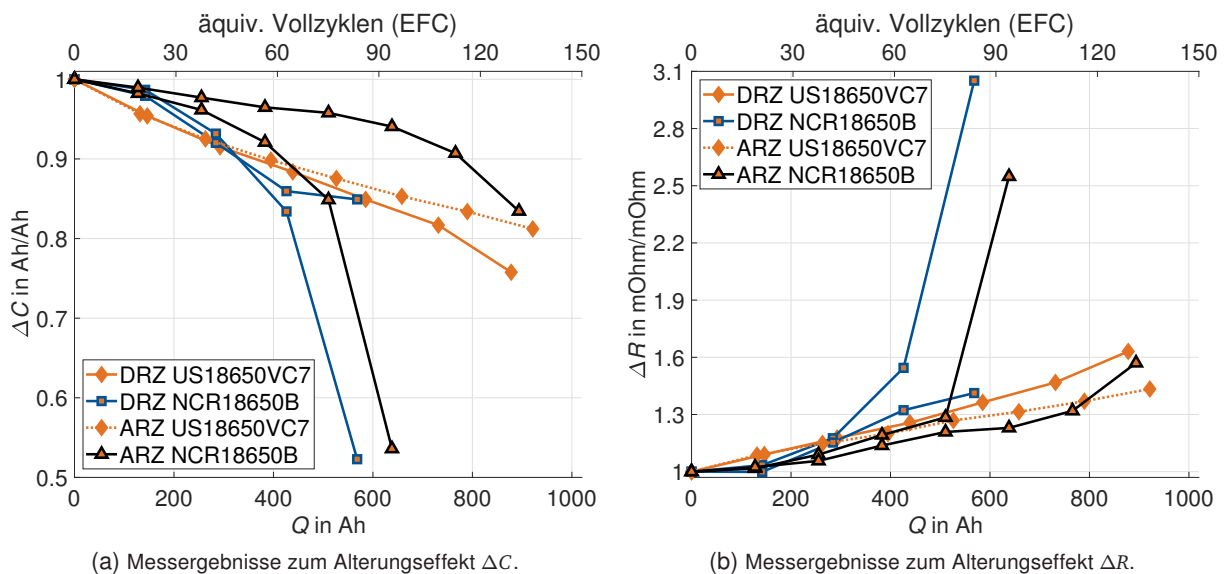 äquiv. Vollzyklen (EFC)
0 30 60 90 120 150
1
0.9
0.8
0.7
0.6
0.5
ΔC in Ah/Ah
DRZ US18650VC7
DRZ NCR18650B
ARZ US18650VC7
ARZ NCR18650B
0 200 400 600 800 1000
Q in Ah
(a) Messergebnisse zum Alterungseffekt ΔC.
äquiv. Vollzyklen (EFC)
0 30 60 90 120 151
3.1
2.8
2.5
2.2
1.9
1.6
1.3
1
ΔR in mOhm/mOhm
DRZ US18650VC7
DRZ NCR18650B
ARZ US18650VC7
ARZ NCR18650B
0 200 400 600 800 1000
Q in Ah
(b) Messergebnisse zum Alterungseffekt ΔR.